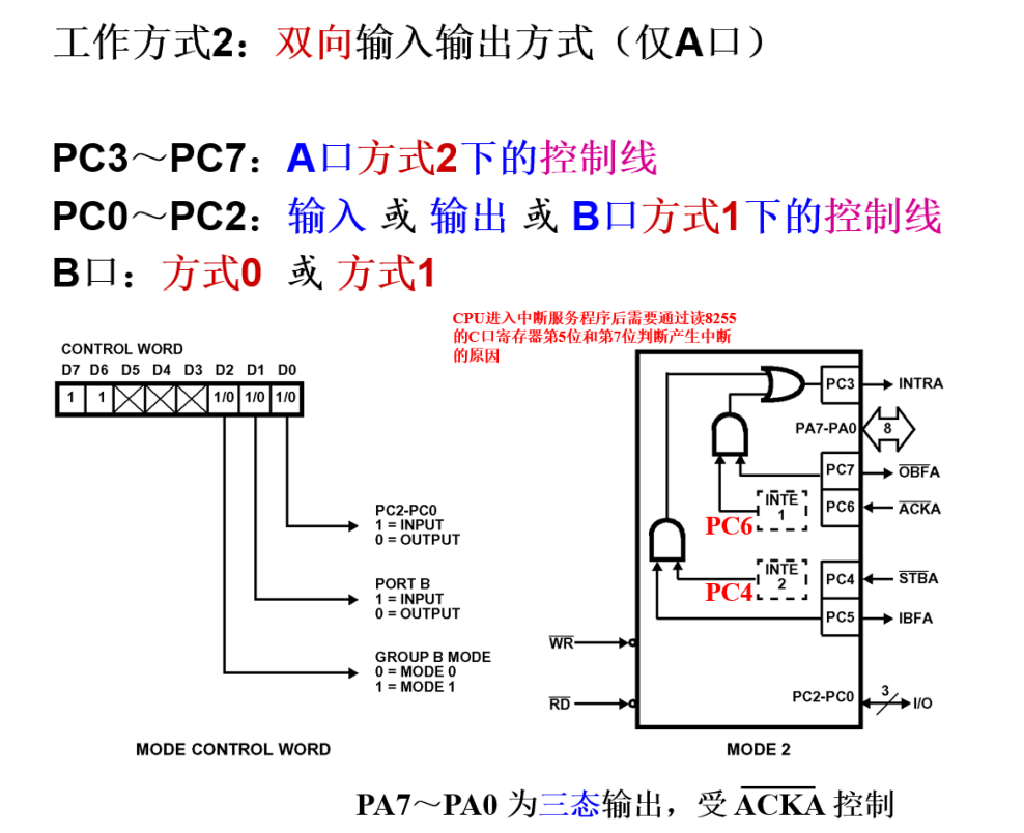 工作方式2：双向输入输出方式（仅A口）
PC3～PC7：A口方式2下的控制线
PC0～PC2：输入 或 输出 或 B口方式1下的控制线
B口：方式0 或 方式1
CPU进入中断服务程序后需要通过读8255
的C口寄存器第5位和第7位判断产生中断
的原因
CONTROL WORD
D7 D6 D5 D4 D3 D2 D1 D0
1 1 1/0 1/0 1/0
PC2-PC0
1 = INPUT
0 = OUTPUT
PORT B
1 = INPUT
0 = OUTPUT
GROUP B MODE
0 = MODE 0
1 = MODE 1
MODE CONTROL WORD
PC3 INTRA
PA7-PA0 8
PC7 OBFA
INTE
1
PC6 PC6 ACKA
INTE
2
PC4 PC4 STBA
PC5 IBFA
WR
RD
PC2-PC0 3 I/O
MODE 2
PA7～PA0 为三态输出，受 ACKA 控制